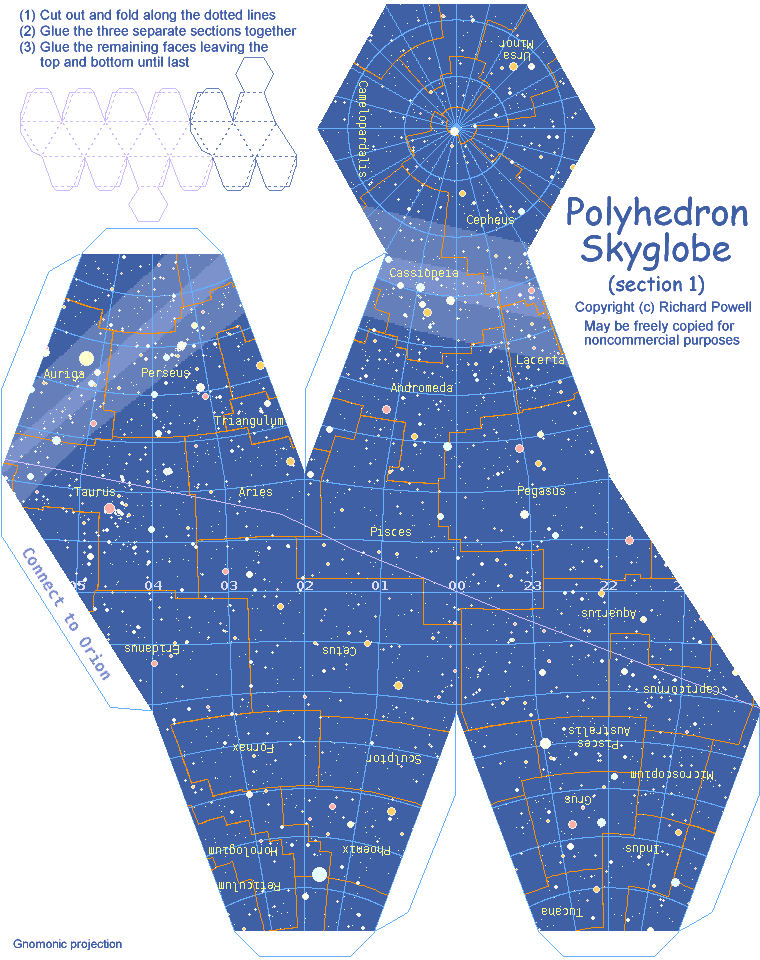 (1) Cut out and fold along the dotted lines
(2) Glue the three separate sections together
(3) Glue the remaining faces leaving the
top and bottom until last
Ursa
Minor
Camelopardalis
Cepheus
Polyhedron
Skyglobe
(section 1)
Copyright (c) Richard Powell
May be freely copied for
noncommercial purposes
Cassiopeia
Lacerta
Auriga
Perseus
Andromeda
Triangulum
Taurus
Aries
Pegasus
Pisces
Connect to Orion
05 04 03 02 01 00 23 22
Aquarius
Eridanus
Cetus
Capricornus
Fornax
Sculptor
Pisces
Australis
Microscopium
Grus
Horologium
Phoenix
Indus
Reticulum
Tucana
Gnomonic projection